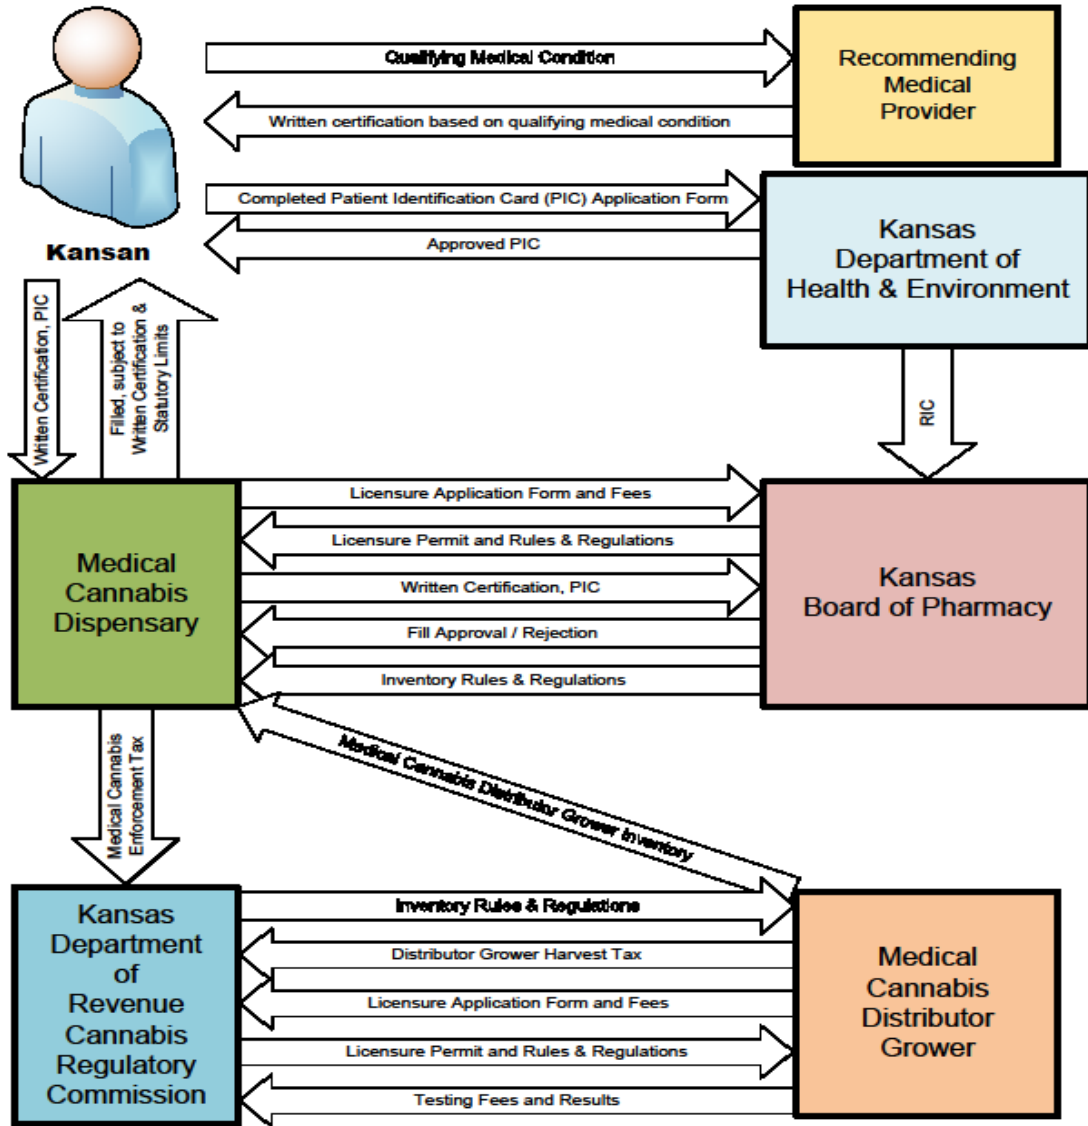 Qualifying Medical Condition
Recommending
Medical
Provider
Written certification based on qualifying medical condition
Completed Patient Identification Card (PIC) Application Form
Kansas
Department of
Health & Environment
Approved PIC
Kansan
Written Certification, PIC
Filled, subject to
Written Certification &
Statutory Limits
RIC
Medical
Cannabis
Dispensary
Licensure Application Form and Fees
Licensure Permit and Rules & Regulations
Written Certification, PIC
Fill Approval / Rejection
Inventory Rules & Regulations
Kansas
Board of Pharmacy
Medical Cannabis
Enforcement Tax
Medical Cannabis Distributor Grower Inventory
Kansas
Department
of
Revenue
Cannabis
Regulatory
Commission
Inventory Rules & Regulations
Distributor Grower Harvest Tax
Licensure Application Form and Fees
Licensure Permit and Rules & Regulations
Testing Fees and Results
Medical
Cannabis
Distributor
Grower